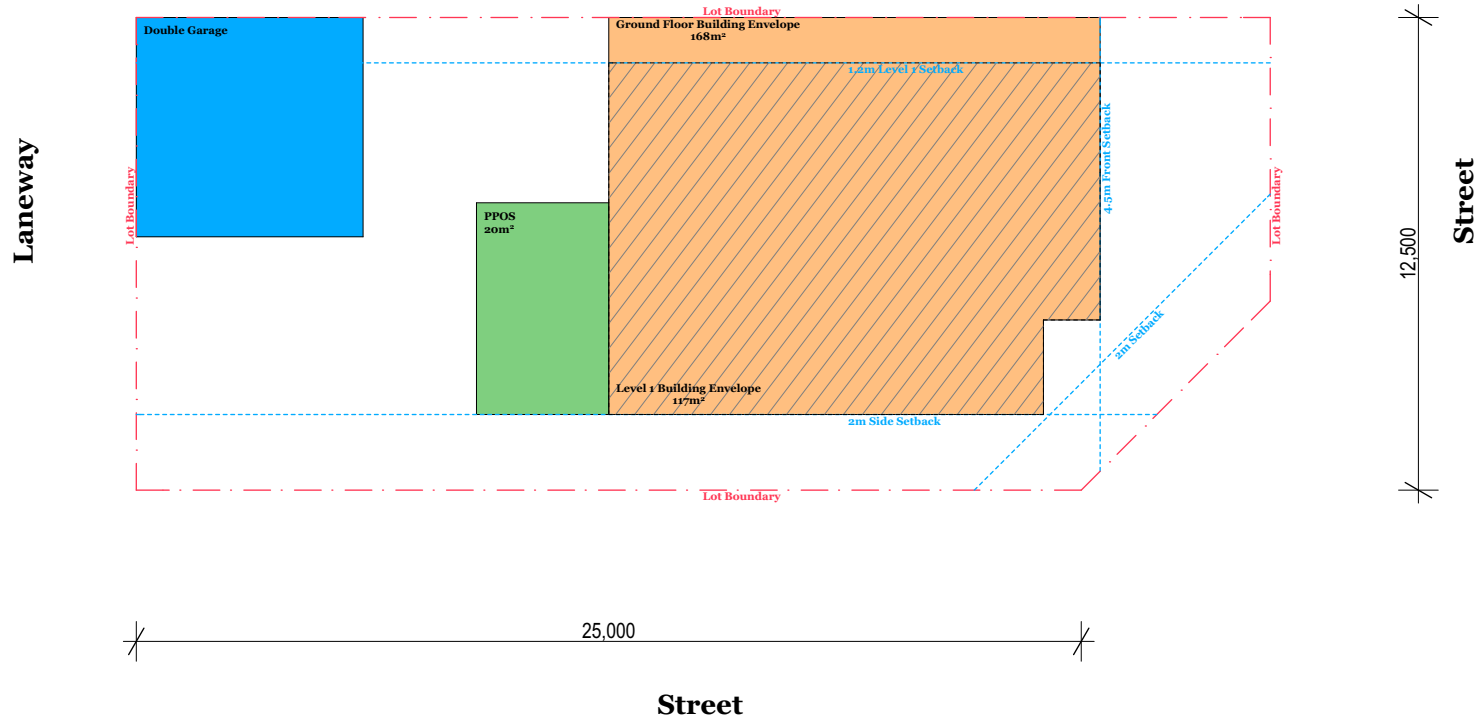 Lot Boundary
Double Garage
Ground Floor Building Envelope
168m²
1.2m Level 1 Setback
4.5m Front Setback
Laneway
Lot Boundary
Lot Boundary
Street
12,500
PPOS
20m²
2m Setback
Level 1 Building Envelope
117m²
2m Side Setback
Lot Boundary
25,000
Street